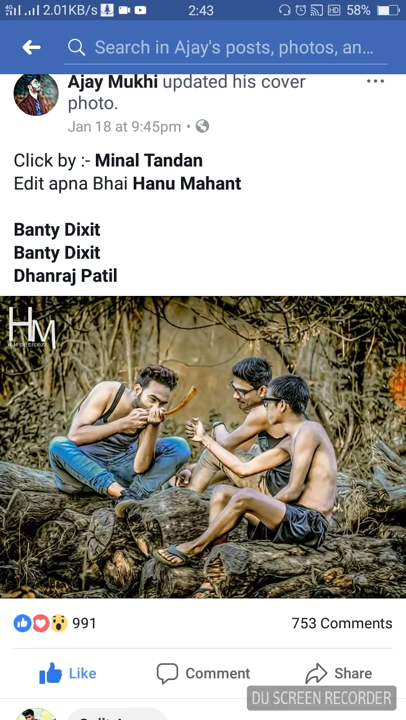 4G 2.01KB/s 2:43 HD 58%
Search in Ajay's posts, photos, an...
Ajay Mukhi updated his cover
photo.
Jan 18 at 9:45pm •
Click by :- Minal Tandan
Edit apna Bhai Hanu Mahant
Banty Dixit
Banty Dixit
Dhanraj Patil
HM
991 753 Comments
Like Comment Share
DU SCREEN RECORDER